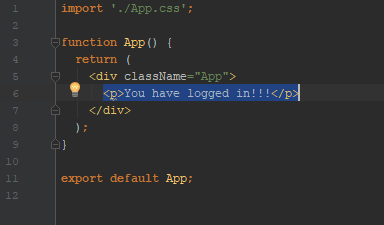 1 import './App.css';
2
3 function App() {
4   return (
5     <div className="App">
6       <p>You have logged in!!!</p>
7     </div>
8   );
9 }
10
11 export default App;
12